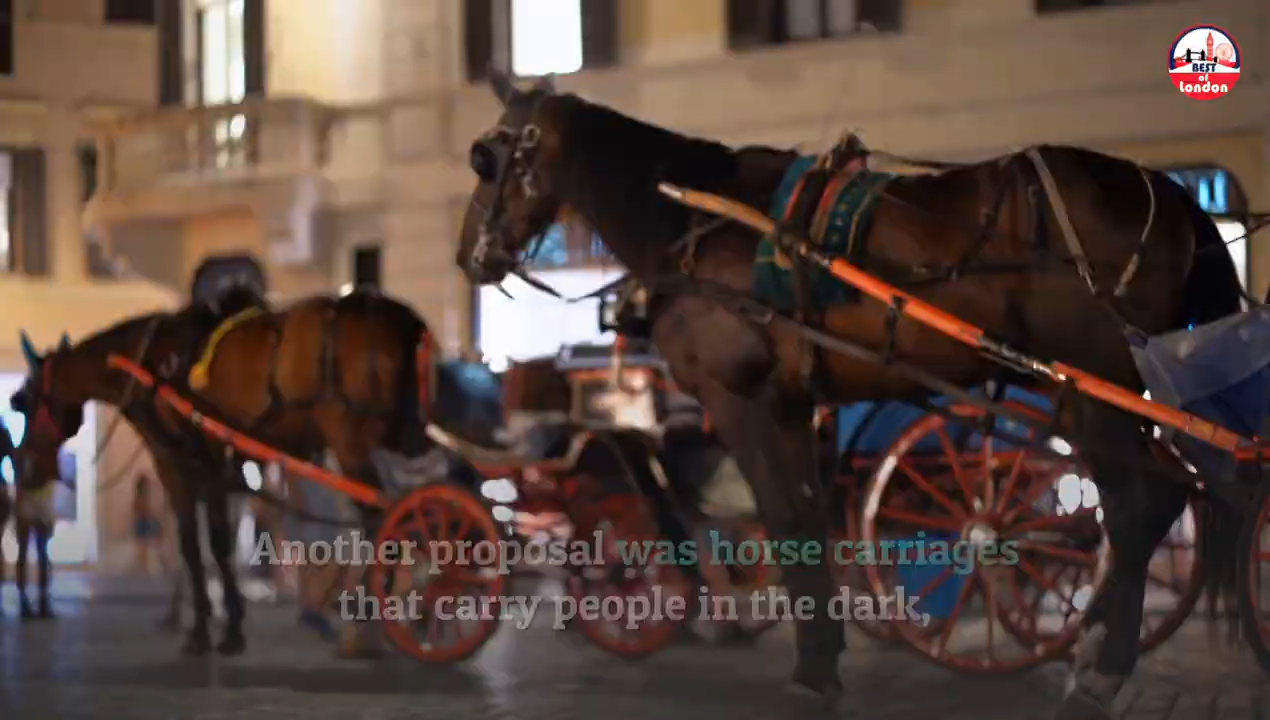 BEST
of
London
Another proposal was horse carriages
that carry people in the dark,